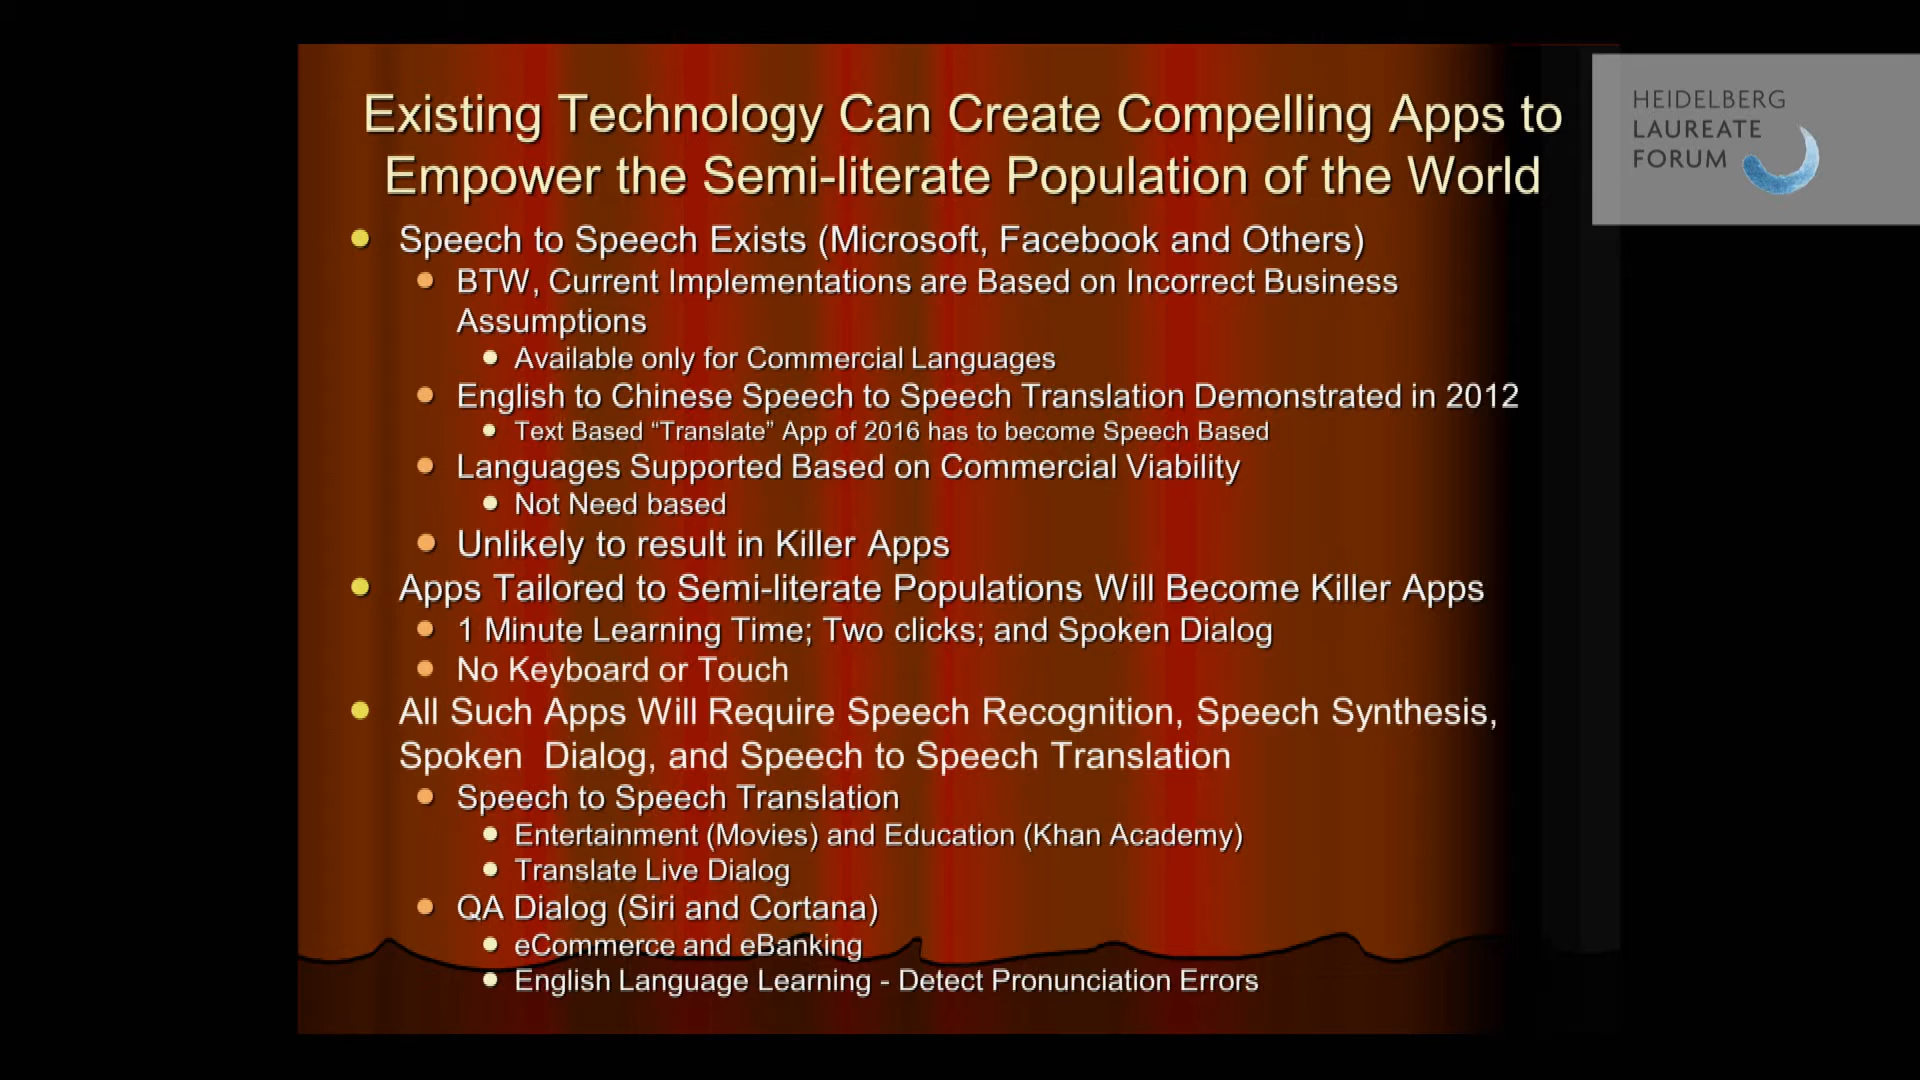 Existing Technology Can Create Compelling Apps to
Empower the Semi-literate Population of the World
HEIDELBERG
LAUREATE
FORUM
Speech to Speech Exists (Microsoft, Facebook and Others)
BTW, Current Implementations are Based on Incorrect Business
Assumptions
Available only for Commercial Languages
English to Chinese Speech to Speech Translation Demonstrated in 2012
Text Based “Translate” App of 2016 has to become Speech Based
Languages Supported Based on Commercial Viability
Not Need based
Unlikely to result in Killer Apps
Apps Tailored to Semi-literate Populations Will Become Killer Apps
1 Minute Learning Time; Two clicks; and Spoken Dialog
No Keyboard or Touch
All Such Apps Will Require Speech Recognition, Speech Synthesis,
Spoken  Dialog, and Speech to Speech Translation
Speech to Speech Translation
Entertainment (Movies) and Education (Khan Academy)
Translate Live Dialog
QA Dialog (Siri and Cortana)
eCommerce and eBanking
English Language Learning - Detect Pronunciation Errors